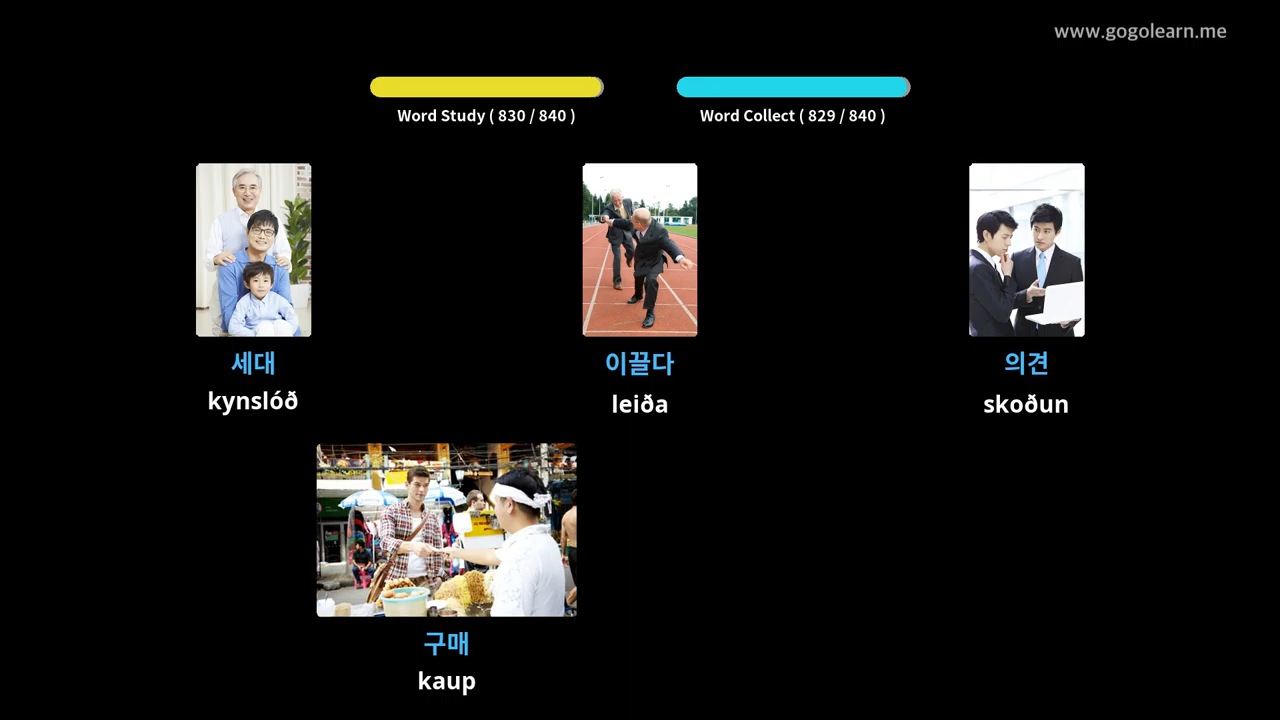 www.gogolearn.me
Word Study ( 830 / 840 )
Word Collect ( 829 / 840 )
세대
이끌다
의견
kynslóð
leiða
skoðun
구매
kaup